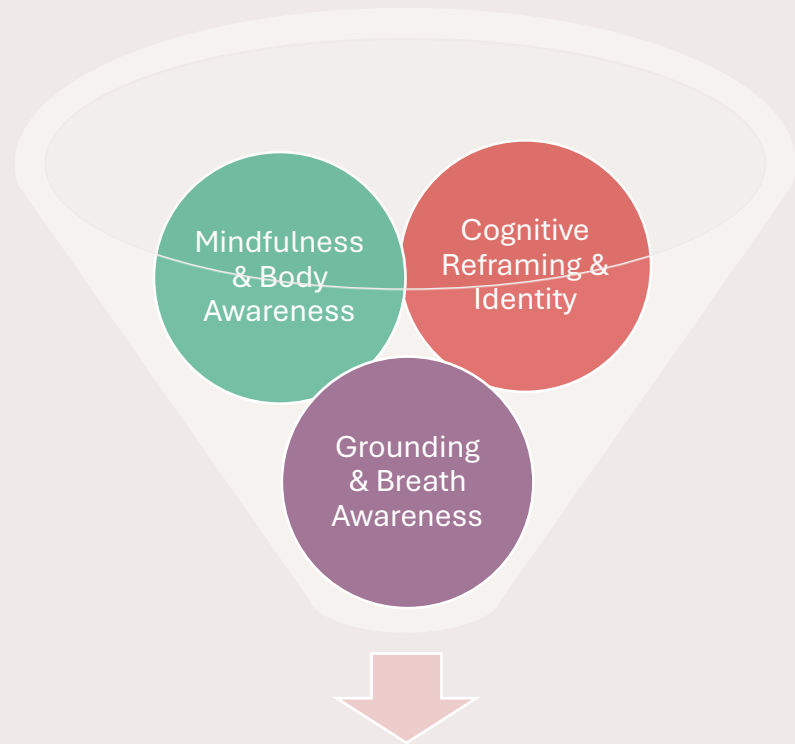 Mindfulness
& Body
Awareness
Cognitive
Reframing &
Identity
Grounding
& Breath
Awareness